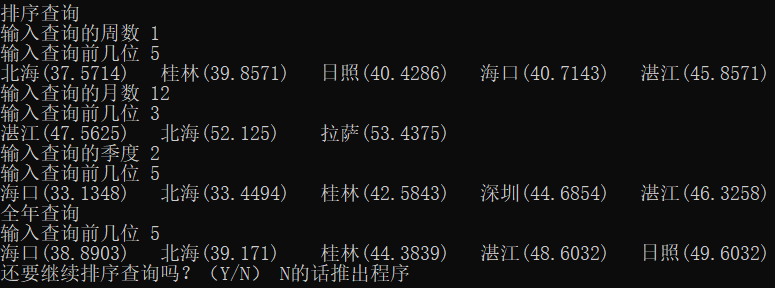 排序查询
输入查询的周数 1
输入查询前几位 5
北海(37.5714)   桂林(39.8571)   日照(40.4286)   海口(40.7143)   湛江(45.8571)
输入查询的月数 12
输入查询前几位 3
湛江(47.5625)   北海(52.125)    拉萨(53.4375)
输入查询的季度 2
输入查询前几位 5
海口(33.1348)   北海(33.4494)   桂林(42.5843)   深圳(44.6854)   湛江(46.3258)
全年查询
输入查询前几位 5
海口(38.8903)   北海(39.171)    桂林(44.3839)   湛江(48.6032)   日照(49.6032)
还要继续排序查询吗？（Y/N） N的话推出程序